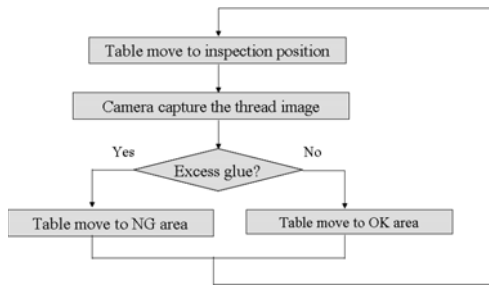 Table move to inspection position
Camera capture the thread image
Yes
No
Excess glue?
Table move to NG area
Table move to OK area